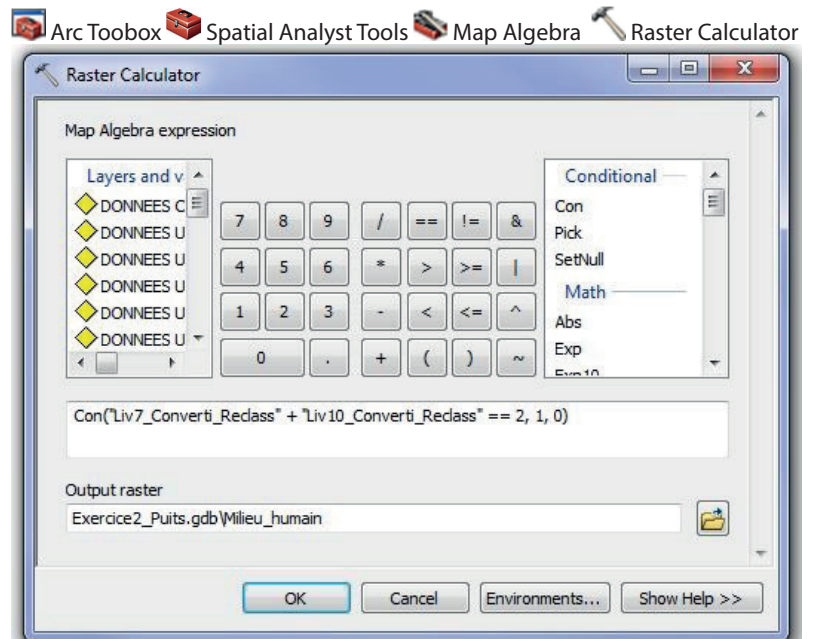 Arc Toobox Spatial Analyst Tools Map Algebra Raster Calculator
Raster Calculator
Map Algebra expression
Layers and v
DONNEES C
DONNEES U
DONNEES U
DONNEES U
DONNEES U
DONNEES U
7 8 9 / == != &
4 5 6 * > >= |
1 2 3 - < <= ^
0 . + ( ) ~
Conditional
Con
Pick
SetNull
Math
Abs
Exp
Exp10
Con("Liv7_Converti_Reclass" + "Liv10_Converti_Reclass" == 2, 1, 0)
Output raster
Exercice2_Puits.gdb\Milieu_humain
OK Cancel Environments... Show Help >>